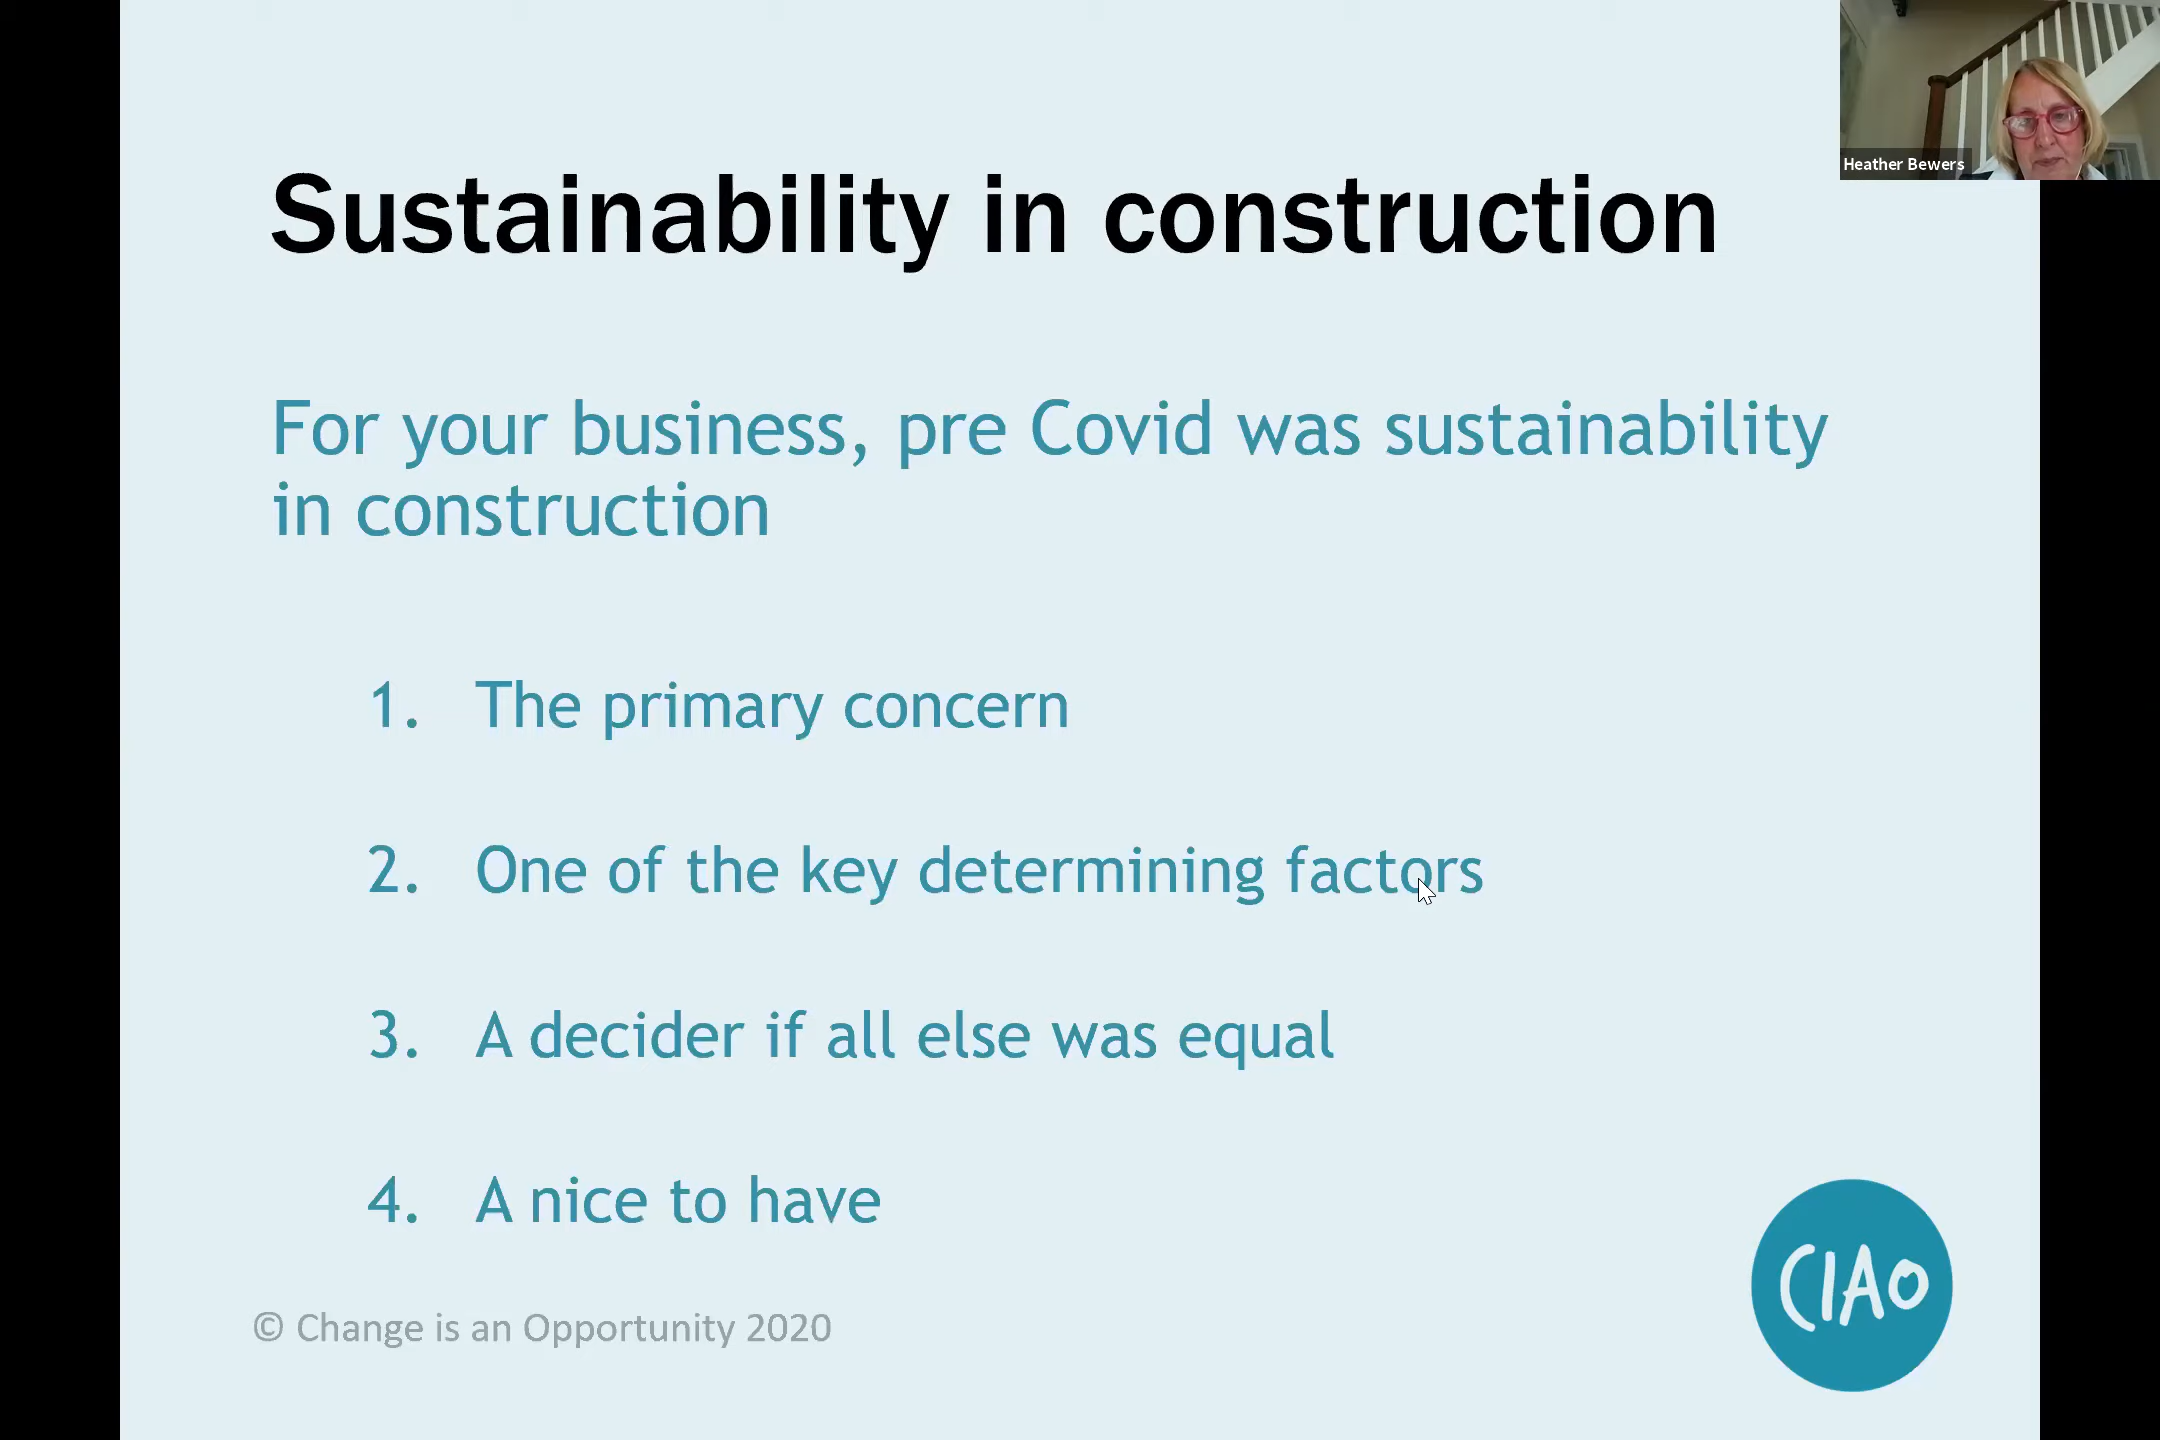 Heather Bewers
Sustainability in construction
For your business, pre Covid was sustainability
in construction
1. The primary concern
2. One of the key determining factors
3. A decider if all else was equal
4. A nice to have
CIAO
© Change is an Opportunity 2020